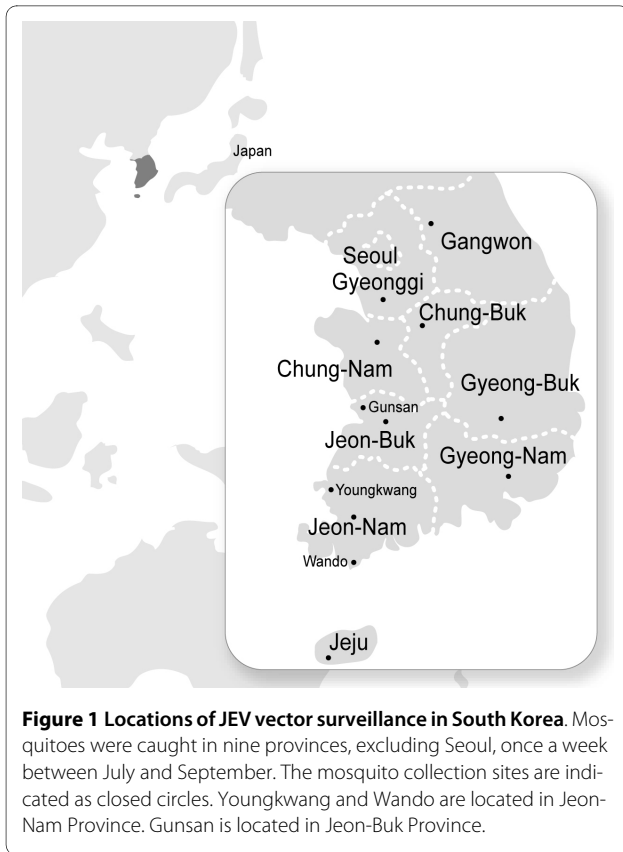 Japan
Gangwon
Seoul
Gyeonggi
Chung-Buk
Chung-Nam
Gyeong-Buk
Gunsan
Jeon-Buk
Gyeong-Nam
Youngkwang
Jeon-Nam
Wando
Jeju
Figure 1 Locations of JEV vector surveillance in South Korea. Mos-
quitoes were caught in nine provinces, excluding Seoul, once a week
between July and September. The mosquito collection sites are indi-
cated as closed circles. Youngkwang and Wando are located in Jeon-
Nam Province. Gunsan is located in Jeon-Buk Province.